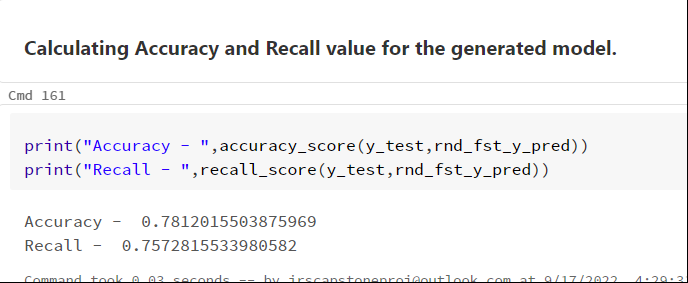 Calculating Accuracy and Recall value for the generated model.
Cmd 161
print("Accuracy - ",accuracy_score(y_test,rnd_fst_y_pred))
print("Recall - ",recall_score(y_test,rnd_fst_y_pred))
Accuracy -  0.7812015503875969
Recall -  0.7572815533980582
Command took 0.03 seconds -- by irscapstoneproj@outlook.com at 9/17/2022, 4:29:3